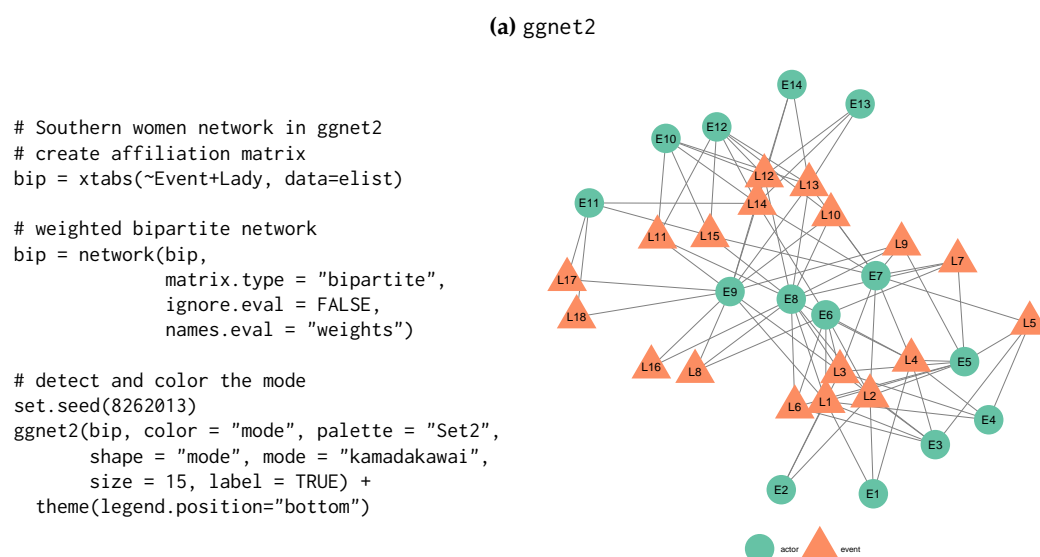 (a) ggnet2
# Southern women network in ggnet2
# create affiliation matrix
bip = xtabs(~Event+Lady, data=elist)
# weighted bipartite network
bip = network(bip,
matrix.type = "bipartite",
ignore.eval = FALSE,
names.eval = "weights")
# detect and color the mode
set.seed(8262013)
ggnet2(bip, color = "mode", palette = "Set2",
shape = "mode", mode = "kamadakawai",
size = 15, label = TRUE) +
theme(legend.position="bottom")
E14
E13
E12
E10
L12
L13
E11
L14
L10
L11
L15
L9
L7
L17
E7
E9
E8
L18
E6
L5
L16
L8
L3
L4
E5
L6
L1
L2
E4
E3
E2
E1
actor
event